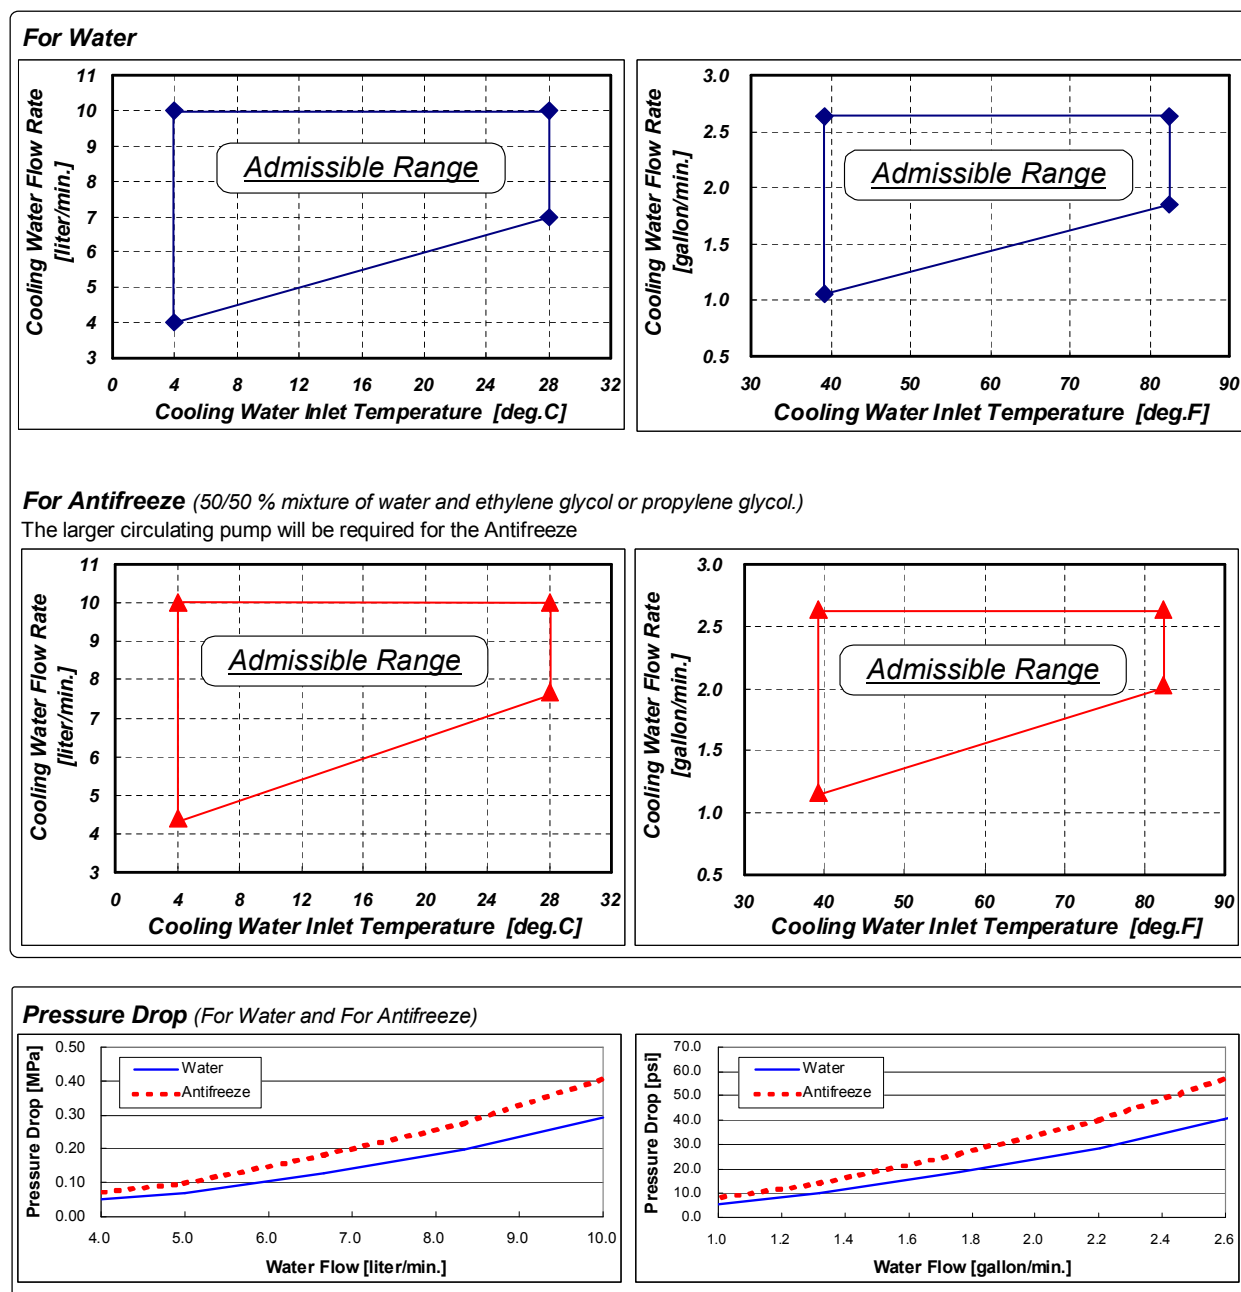 For Water
11
10
9
8
7
6
5
4
3
0 4 8 12 16 20 24 28 32
Cooling Water Flow Rate
[liter/min.]
Admissible Range
Cooling Water Inlet Temperature [deg.C]
3.0
2.5
2.0
1.5
1.0
0.5
30 40 50 60 70 80 90
Cooling Water Flow Rate
[gallon/min.]
Admissible Range
Cooling Water Inlet Temperature [deg.F]
For Antifreeze (50/50 % mixture of water and ethylene glycol or propylene glycol.)
The larger circulating pump will be required for the Antifreeze
11
10
9
8
7
6
5
4
3
0 4 8 12 16 20 24 28 32
Cooling Water Flow Rate
[liter/min.]
Admissible Range
Cooling Water Inlet Temperature [deg.C]
3.0
2.5
2.0
1.5
1.0
0.5
30 40 50 60 70 80 90
Cooling Water Flow Rate
[gallon/min.]
Admissible Range
Cooling Water Inlet Temperature [deg.F]
Pressure Drop (For Water and For Antifreeze)
0.50
0.40
0.30
0.20
0.10
0.00
4.0 5.0 6.0 7.0 8.0 9.0 10.0
Pressure Drop [MPa]
Water
Antifreeze
Water Flow [liter/min.]
70.0
60.0
50.0
40.0
30.0
20.0
10.0
0.0
1.0 1.2 1.4 1.6 1.8 2.0 2.2 2.4 2.6
Pressure Drop [psi]
Water
Antifreeze
Water Flow [gallon/min.]